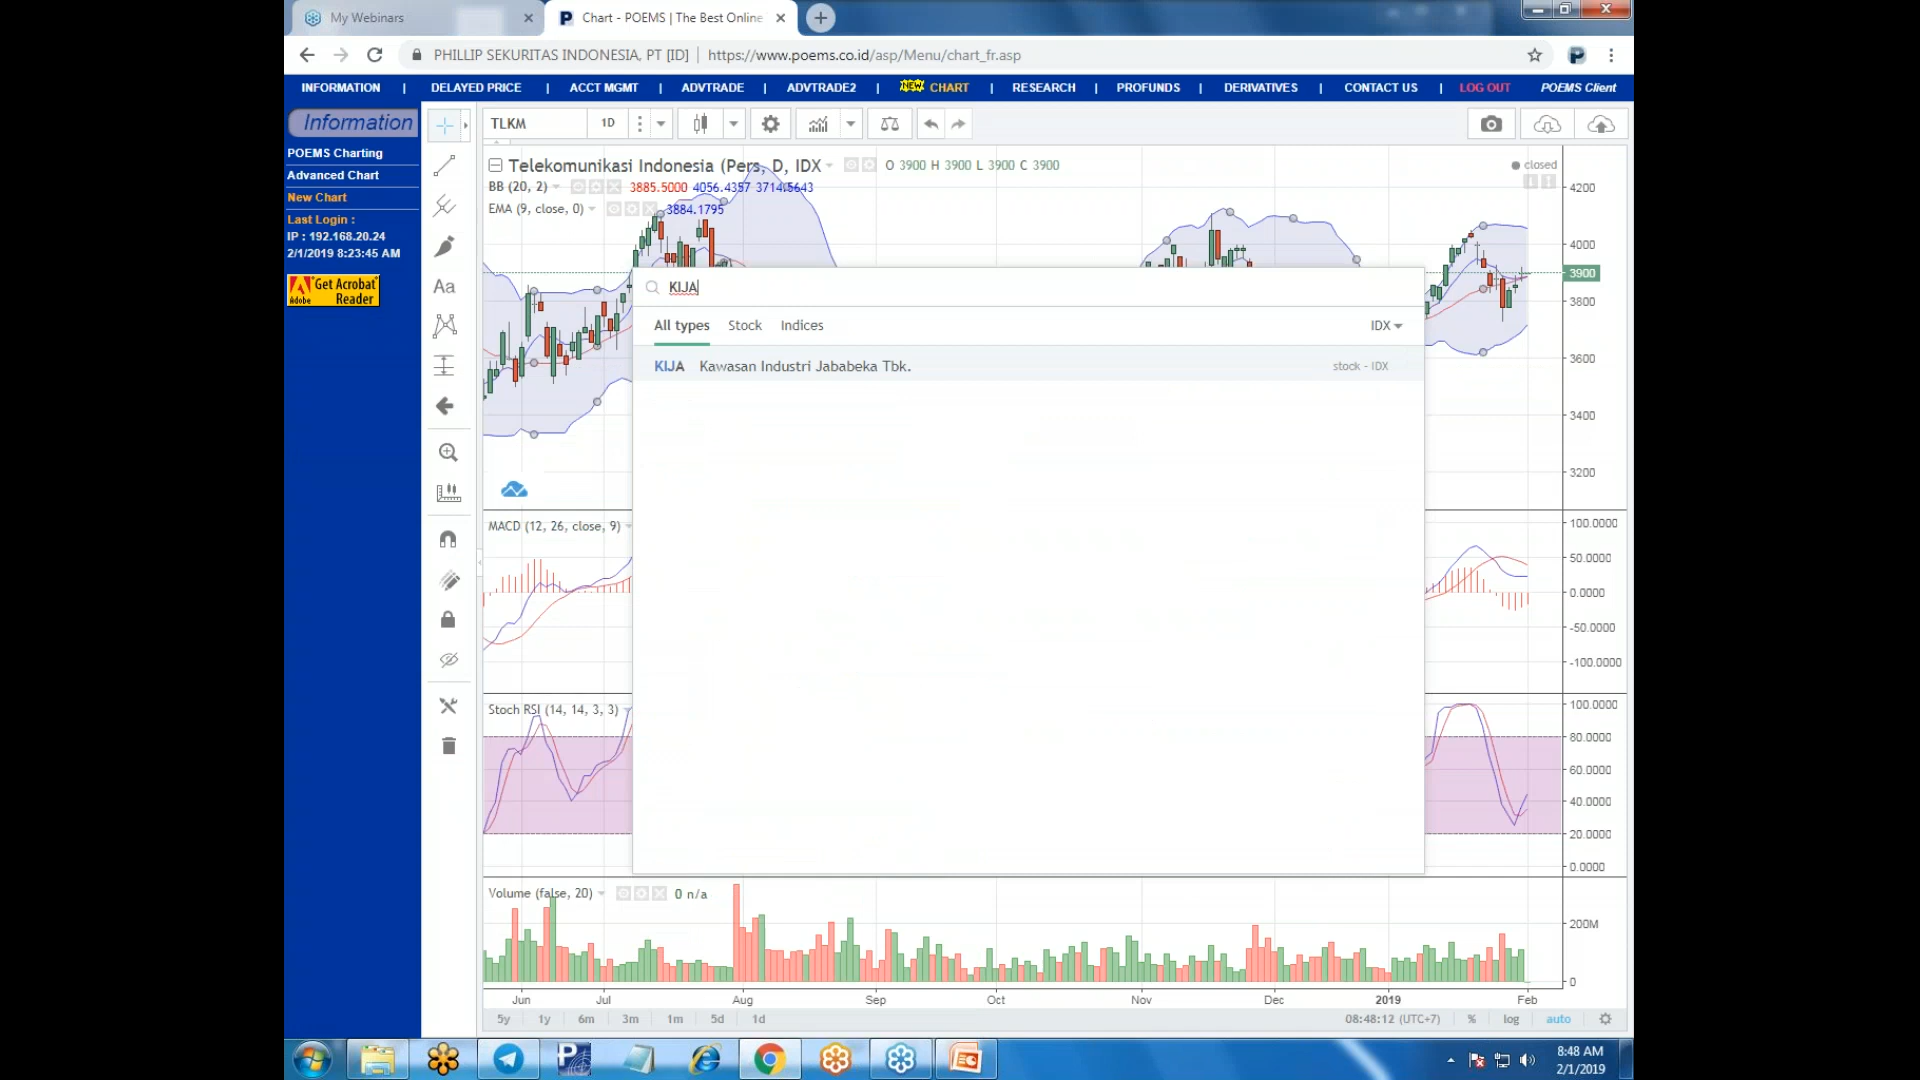 My Webinars
Chart - POEMS | The Best Online
PHILLIP SEKURITAS INDONESIA, PT [ID] | https://www.poems.co.id/asp/Menu/chart_fr.asp
INFORMATION | DELAYED PRICE | ACCT MGMT | ADVTRADE | ADVTRADE2 | NEW CHART | RESEARCH | PROFUNDS | DERIVATIVES | CONTACT US | LOG OUT POEMS Client
Information
POEMS Charting
Advanced Chart
New Chart
Last Login :
IP : 192.168.20.24
2/1/2019 8:23:45 AM
Get Acrobat
Adobe Reader
TLKM 1D
Aa
Telekomunikasi Indonesia (Pers, D, IDX O 3900 H 3900 L 3900 C 3900
closed
BB (20, 2) 3885.5000 4056.4357 3714.5643
EMA (9, close, 0) 3884.1795
4200
4000
3900
3800
3600
3400
3200
KIJA
All types Stock Indices IDX
KIJA Kawasan Industri Jababeka Tbk. stock - IDX
MACD (12, 26, close, 9)
100.0000
50.0000
0.0000
-50.0000
-100.0000
Stoch RSI (14, 14, 3, 3)
100.0000
80.0000
60.0000
40.0000
20.0000
0.0000
Volume (false, 20) 0 n/a
200M
0
Jun Jul Aug Sep Oct Nov Dec 2019 Feb
5y 1y 6m 3m 1m 5d 1d 08:48:12 (UTC+7) % log auto
8:48 AM
2/1/2019